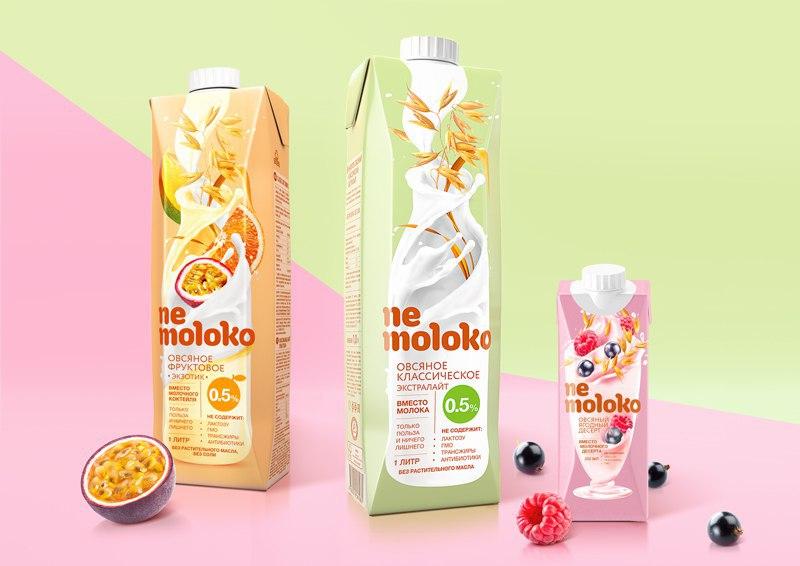 ne
moloko
ОВСЯНОЕ
ФРУКТОВОЕ
•ЭКЗОТИК•
ВМЕСТО
МОЛОЧНОГО
КОКТЕЙЛЯ
0.5%
ТОЛЬКО
ПОЛЬЗА
И НИЧЕГО
ЛИШНЕГО
НЕ СОДЕРЖИТ:
• ЛАКТОЗУ
• ГМО
• ТРАНСЖИРЫ
• АНТИБИОТИКИ
1 ЛИТР
БЕЗ РАСТИТЕЛЬНОГО МАСЛА,
БЕЗ СОЛИ
ne
moloko
ОВСЯНОЕ
КЛАССИЧЕСКОЕ
ЭКСТРАЛАЙТ
ВМЕСТО
МОЛОКА
0.5%
ТОЛЬКО
ПОЛЬЗА
И НИЧЕГО
ЛИШНЕГО
НЕ СОДЕРЖИТ:
• ЛАКТОЗУ
• ГМО
• ТРАНСЖИРЫ
• АНТИБИОТИКИ
1 ЛИТР
БЕЗ РАСТИТЕЛЬНОГО МАСЛА
ne
moloko
ОВСЯНЫЙ
ЯГОДНЫЙ
ДЕСЕРТ
ВМЕСТО
МОЛОЧНОГО
ДЕСЕРТА